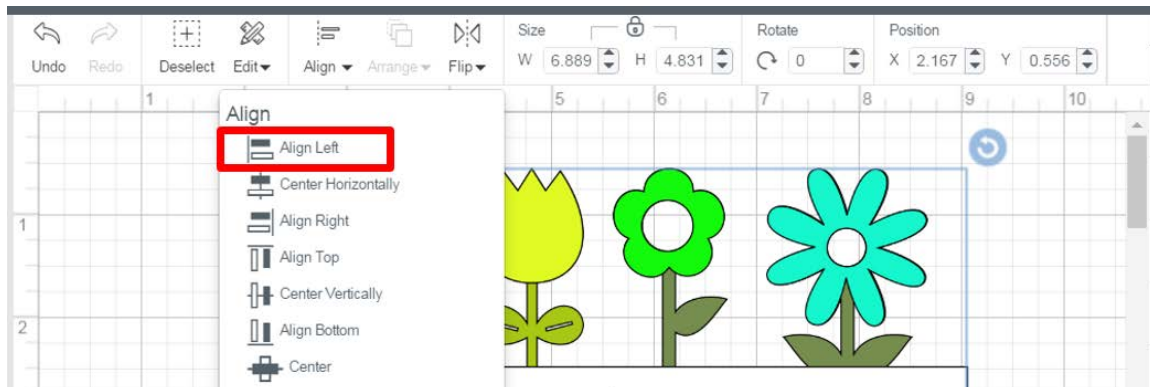 Size
Rotate
Position
Undo Redo Deselect Edit▾ Align ▾ Arrange▾ Flip▾ W 6.889 H 4.831 0 X 2.167 Y 0.556
1 5 6 7 8 9 10
Align
Align Left
Center Horizontally
Align Right
1
Align Top
Center Vertically
2
Align Bottom
Center